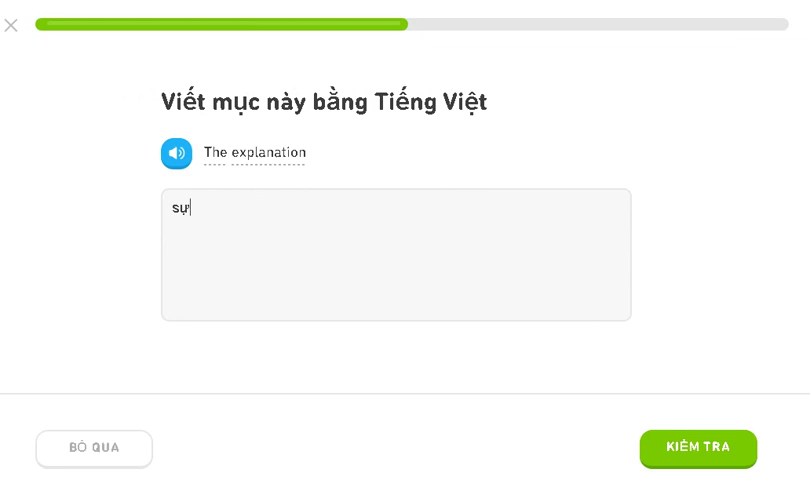 Viết mục này bằng Tiếng Việt
The explanation
sự
BỎ QUA
KIỂM TRA